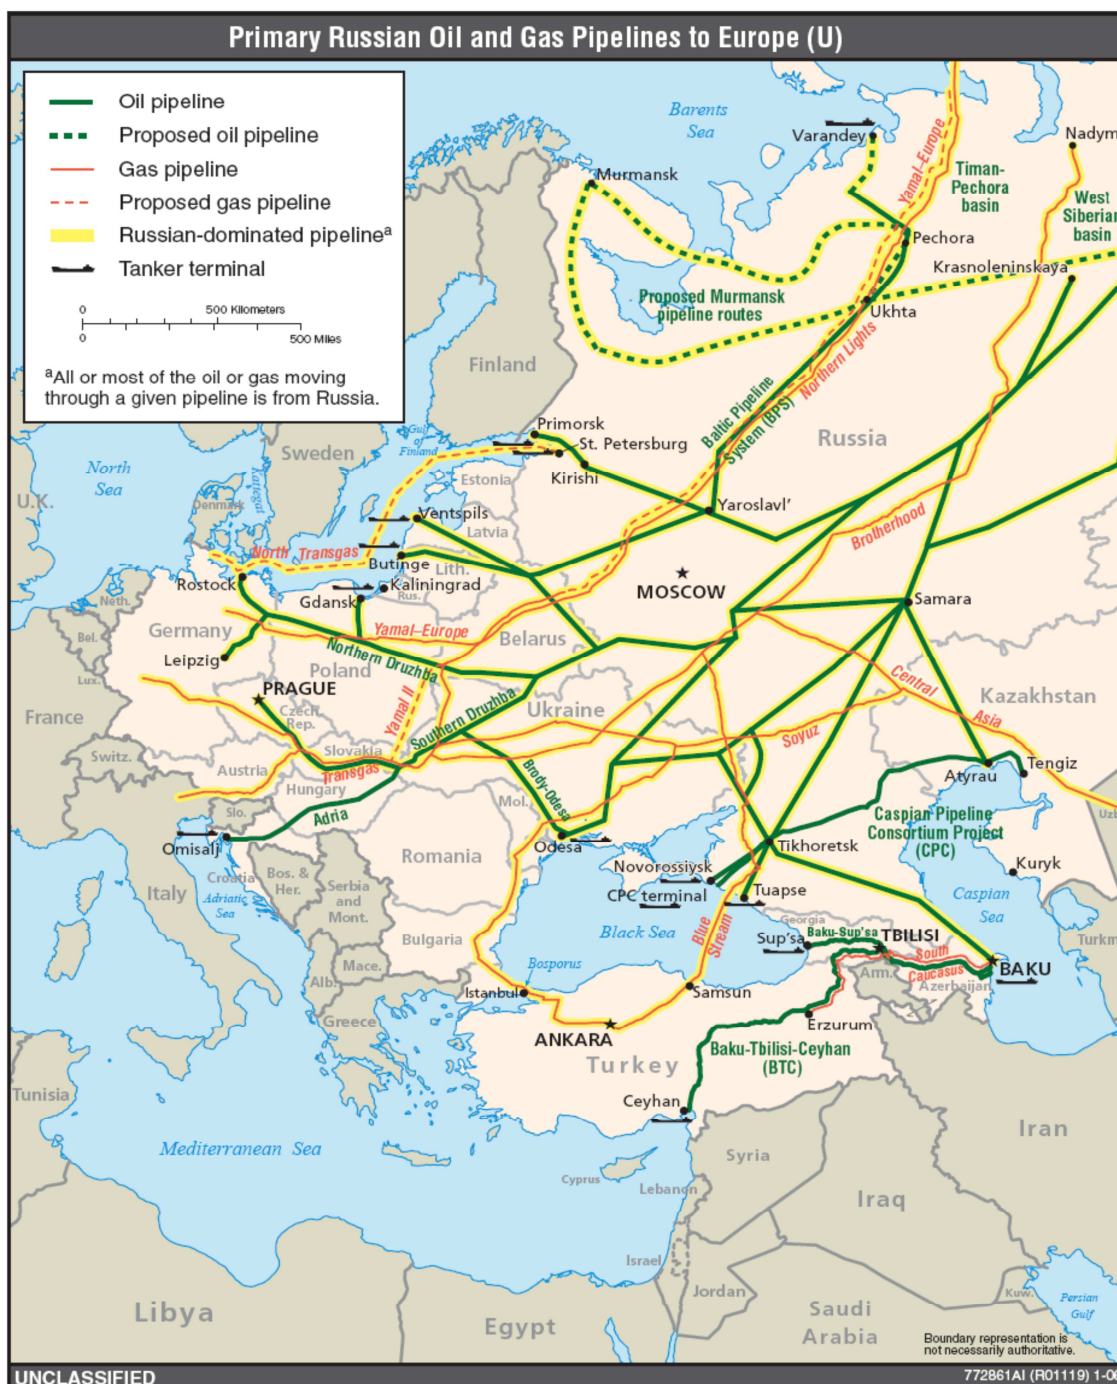 Primary Russian Oil and Gas Pipelines to Europe (U)
Oil pipeline
Proposed oil pipeline
Gas pipeline
Proposed gas pipeline
Russian-dominated pipelineᵃ
Tanker terminal
0 500 Kilometers
0 500 Miles
ᵃAll or most of the oil or gas moving
through a given pipeline is from Russia.
Barents
Sea
Varandey
Murmansk
Yamal–Europe
Timan-
Pechora
basin
Nadym
West
Siberian
basin
Pechora
Krasnoleninskaya
Proposed Murmansk
pipeline routes
Ukhta
Northern Lights
Finland
Baltic Pipeline
System (BPS)
Russia
Primorsk
Gulf
of
Finland
St. Petersburg
Kirishi
Sweden
Estonia
North
Sea
U.K.
Denmark
Kattegat
Ventspils
Latvia
Yaroslavl’
Brotherhood
North Transgas
Butinge
Lith.
Kaliningrad
Rus.
Rostock
Gdansk
MOSCOW
Samara
Neth.
Bel.
Lux.
Germany
Yamal–Europe
Belarus
Leipzig
Northern Druzhba
Poland
PRAGUE
Czech
Rep.
Yamal II
Southern Druzhba
Ukraine
Central
Asia
Kazakhstan
France
Switz.
Slovakia
Austria
Transgas
Hungary
Soyuz
Atyrau
Tengiz
Slo.
Adria
Mol.
Brody-Odesa
Caspian Pipeline
Consortium Project
(CPC)
Uzb
Omisalj
Croatia
Odesa
Tikhoretsk
Kuryk
Romania
Bos. &
Her.
Serbia
and
Mont.
Italy
Adriatic
Sea
Novorossiysk
CPC terminal
Tuapse
Caspian
Sea
Black Sea
Blue
Stream
Georgia
Baku-Sup’sa
Sup’sa
TBILISI
Bulgaria
Turkm
Bosporus
Mace.
Alb.
South
Caucasus
BAKU
Arm.
Azerbaijan
Istanbul
Samsun
Greece
ANKARA
Erzurum
Turkey
Baku-Tbilisi-Ceyhan
(BTC)
Tunisia
Ceyhan
Mediterranean Sea
Iran
Syria
Cyprus
Lebanon
Iraq
Israel
Jordan
Kuw.
Persian
Gulf
Libya
Egypt
Saudi
Arabia
Boundary representation is
not necessarily authoritative.
UNCLASSIFIED
772861AI (R01119) 1-0